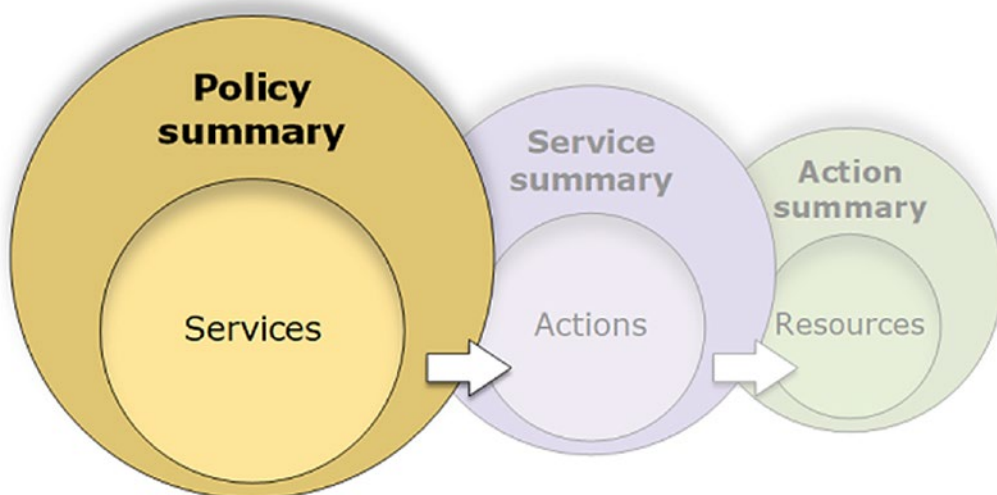 Policy
summary
Services
Service
summary
Actions
Action
summary
Resources